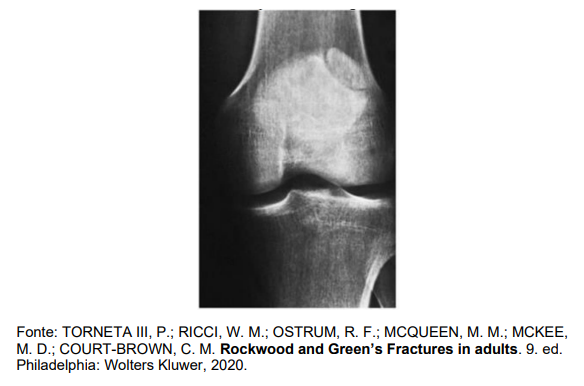 Fonte: TORNETA III, P.; RICCI, W. M.; OSTRUM, R. F.; MCQUEEN, M. M.; MCKEE,
M. D.; COURT-BROWN, C. M. Rockwood and Green's Fractures in adults. 9. ed.
Philadelphia: Wolters Kluwer, 2020.